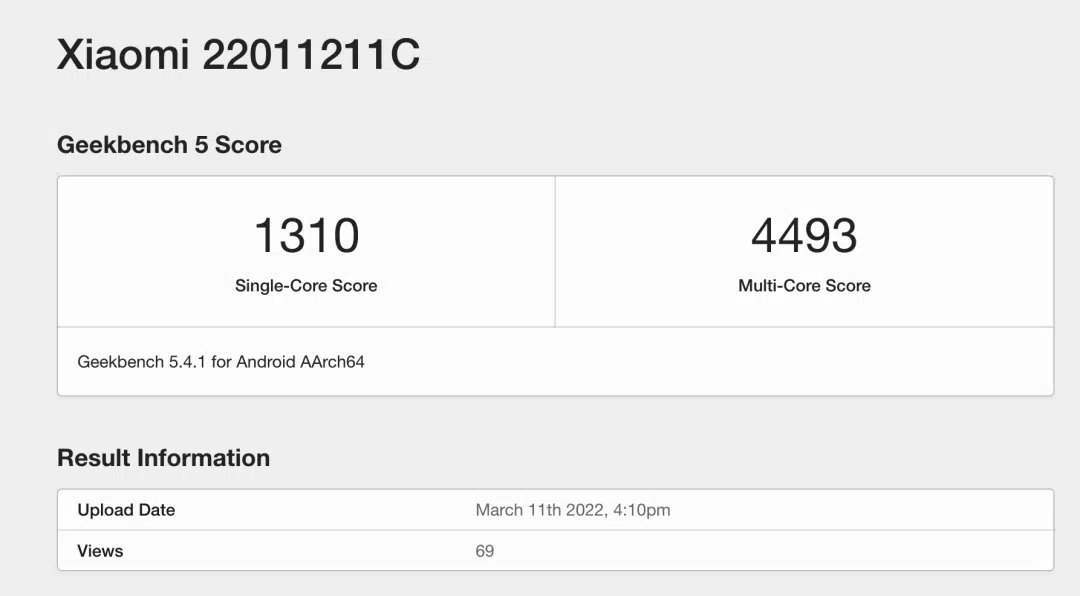 Xiaomi 22011211C
Geekbench 5 Score
1310
Single-Core Score
4493
Multi-Core Score
Geekbench 5.4.1 for Android AArch64
Result Information
Upload Date March 11th 2022, 4:10pm
Views 69